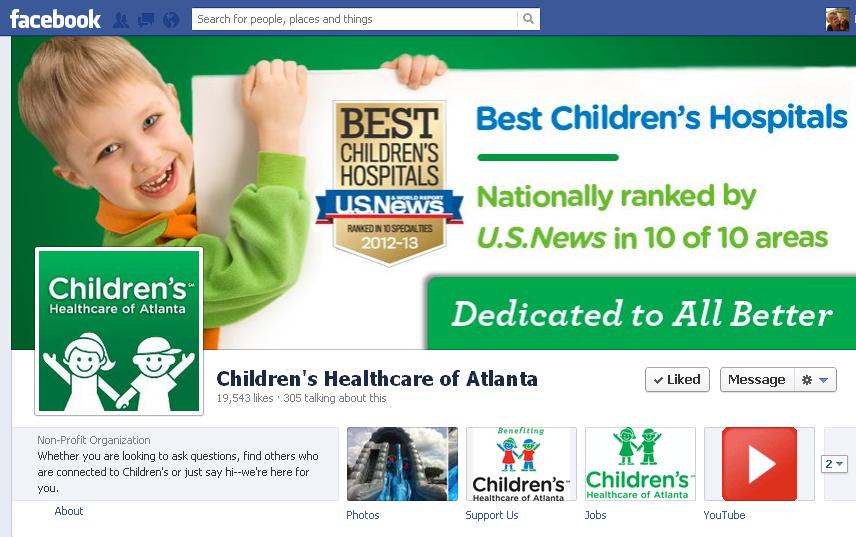 facebook
Search for people, places and things
BEST
CHILDREN'S
HOSPITALS
U.S.News
& WORLD REPORT
RANKED IN 10 SPECIALTIES
2012-13
Best Children's Hospitals
Nationally ranked by
U.S.News in 10 of 10 areas
Dedicated to All Better
Children's℠
Healthcare of Atlanta
Children's Healthcare of Atlanta
19,543 likes · 305 talking about this
Liked
Message
Non-Profit Organization
Whether you are looking to ask questions, find others who
are connected to Children's or just say hi--we're here for
you.
About
Benefiting
Children's
Healthcare of Atlanta
Children's
Healthcare of Atlanta
2
Photos
Support Us
Jobs
YouTube